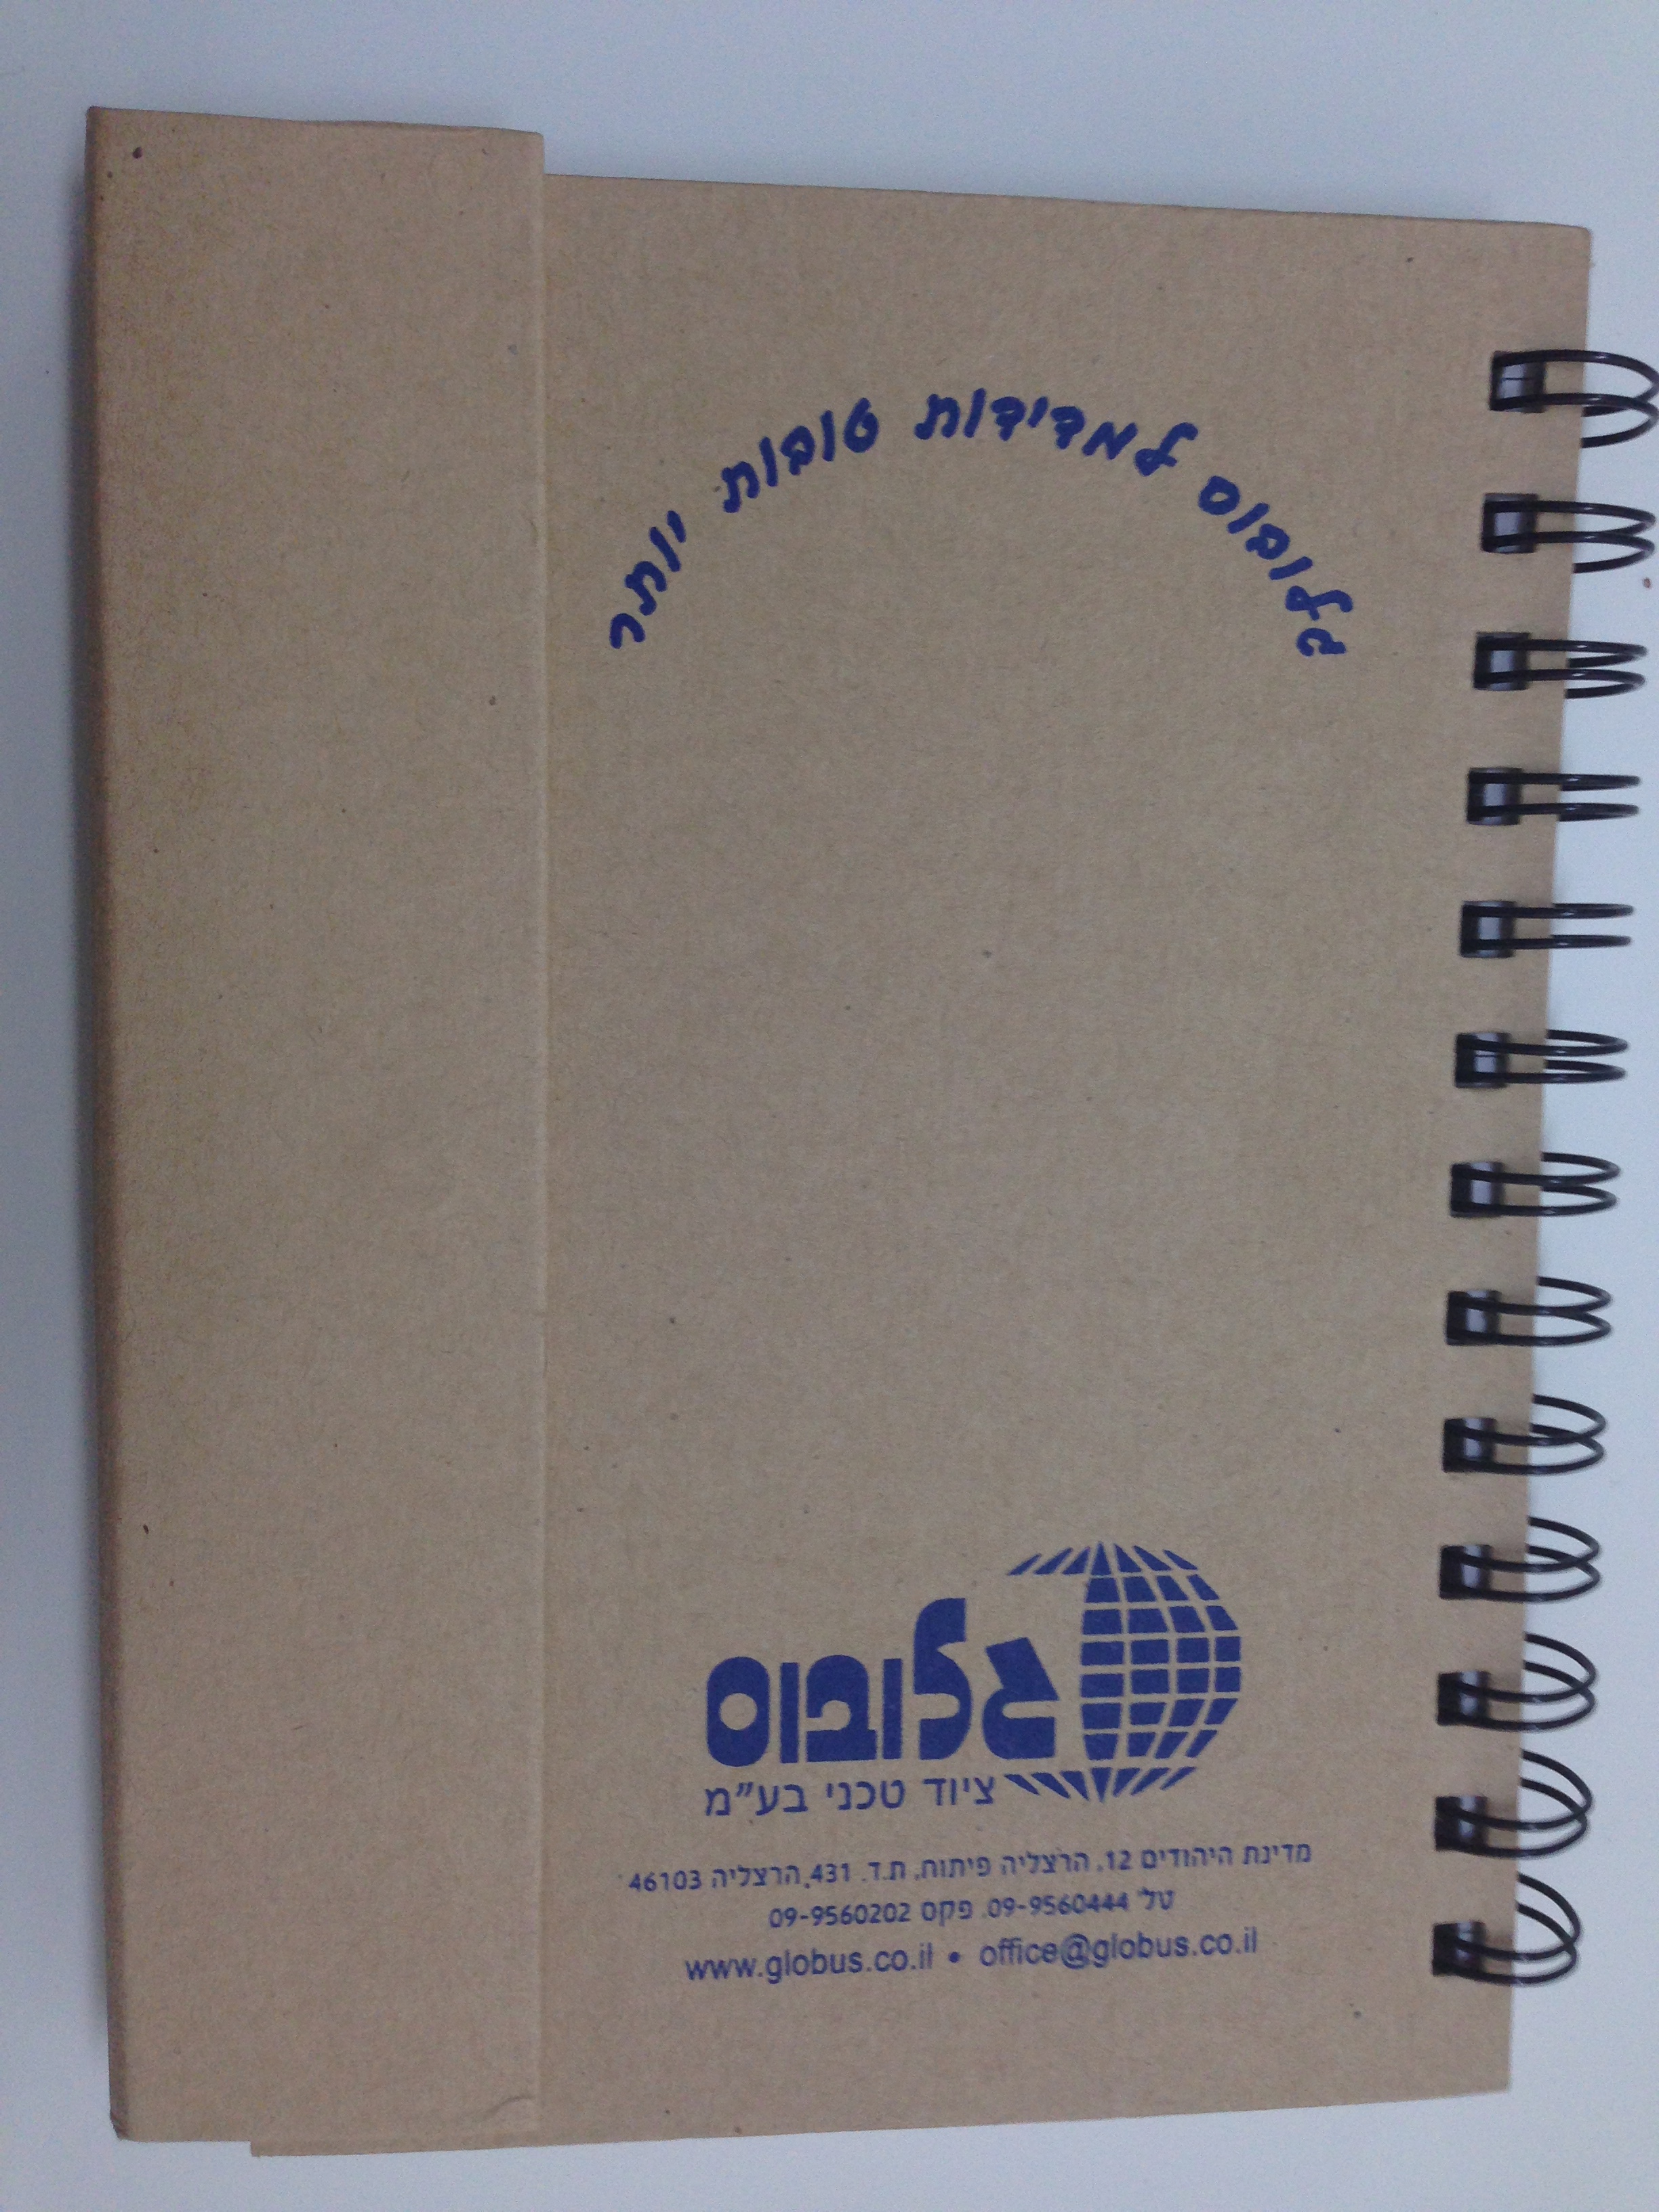 גלובוס למדידות טובות יותר
גלובוס
ציוד טכני בע"מ
מדינת היהודים 12, הרצליה פיתוח, ת.ד. 431, הרצליה 46103
טל' 09-9560444. פקס 09-9560202
www.globus.co.il • office@globus.co.il